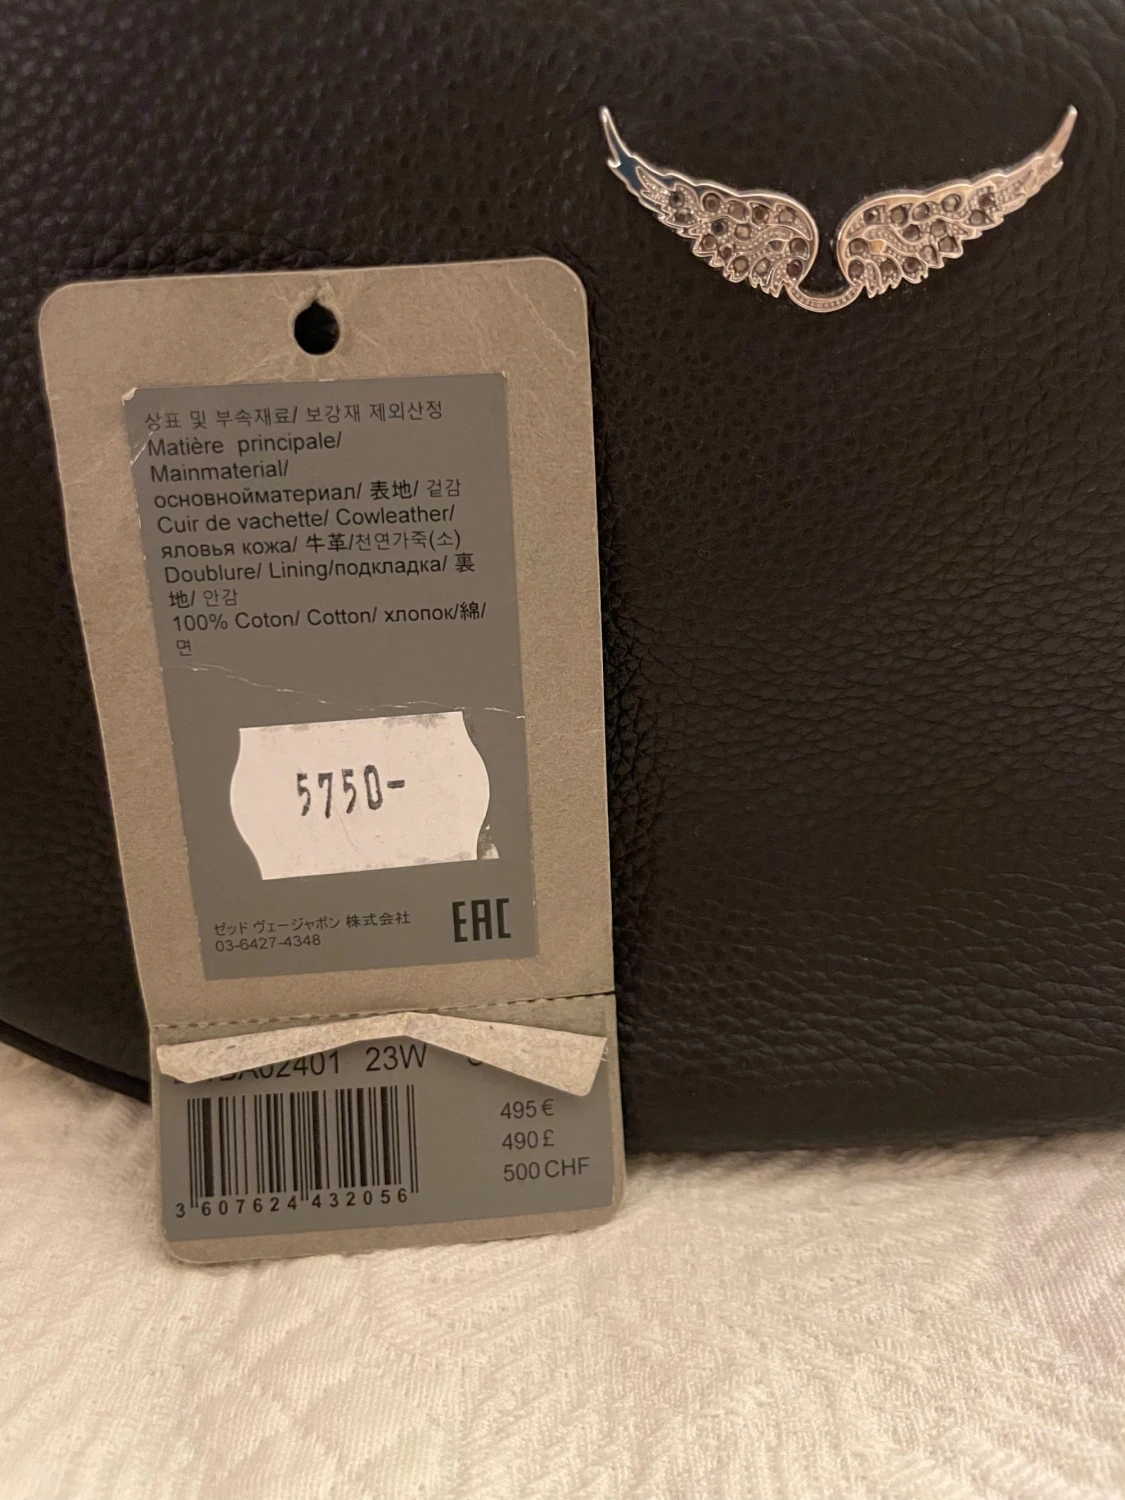 상표 및 부속재료/ 보강재 제외산정
Matière principale/
Mainmaterial/
основнойматериал/ 表地/ 겉감
Cuir de vachette/ Cowleather/
яловья кожа/ 牛革/천연가죽(소)
Doublure/ Lining/подкладка/ 裏
地/ 안감
100% Coton/ Cotton/ хлопок/綿/
면
5750-
ゼッド ヴェージャポン 株式会社
03-6427-4348
EAC
23W
495 €
490 £
500 CHF
3 607624 432056